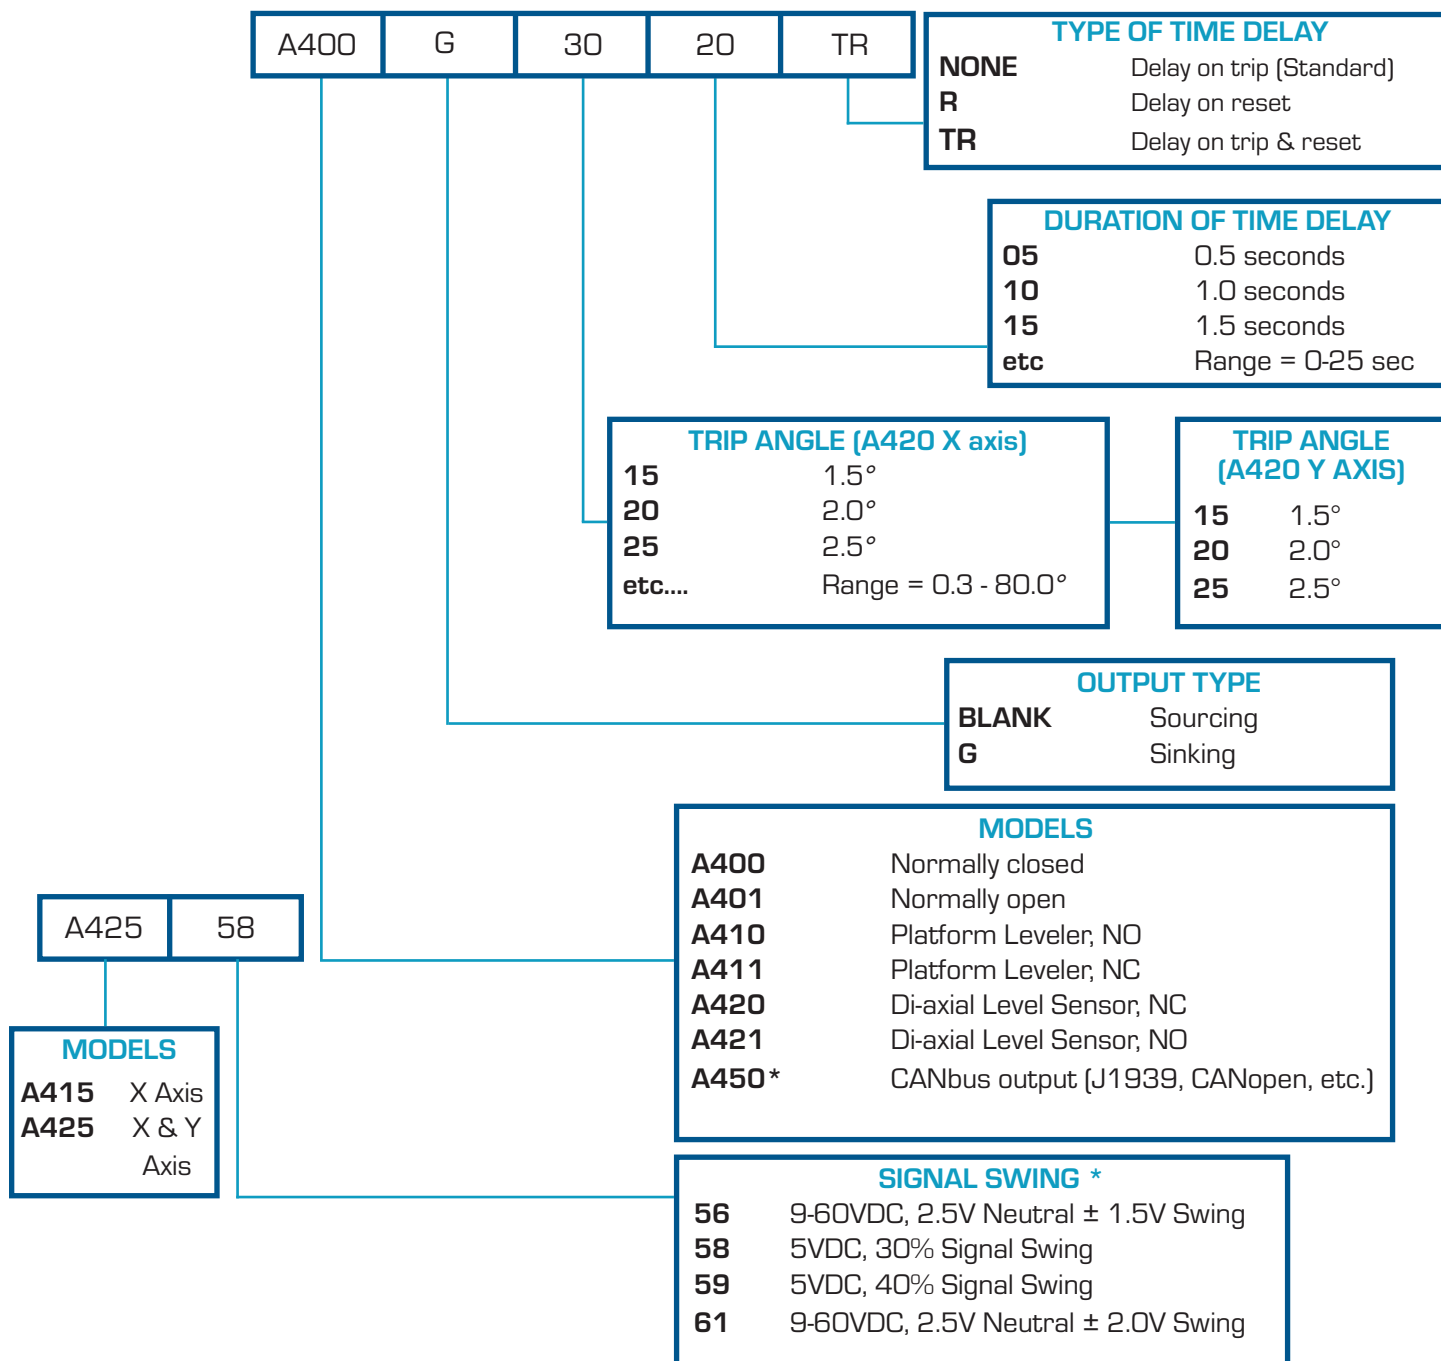 A400 G 30 20 TR
TYPE OF TIME DELAY
NONE Delay on trip (Standard)
R Delay on reset
TR Delay on trip & reset
DURATION OF TIME DELAY
05 0.5 seconds
10 1.0 seconds
15 1.5 seconds
etc Range = 0-25 sec
TRIP ANGLE (A420 X axis)
15 1.5°
20 2.0°
25 2.5°
etc.... Range = 0.3 - 80.0°
TRIP ANGLE
(A420 Y AXIS)
15 1.5°
20 2.0°
25 2.5°
OUTPUT TYPE
BLANK Sourcing
G Sinking
MODELS
A400 Normally closed
A401 Normally open
A410 Platform Leveler, NO
A411 Platform Leveler, NC
A420 Di-axial Level Sensor, NC
A421 Di-axial Level Sensor, NO
A450* CANbus output (J1939, CANopen, etc.)
A425 58
MODELS
A415 X Axis
A425 X & Y
Axis
SIGNAL SWING *
56 9-60VDC, 2.5V Neutral ± 1.5V Swing
58 5VDC, 30% Signal Swing
59 5VDC, 40% Signal Swing
61 9-60VDC, 2.5V Neutral ± 2.0V Swing